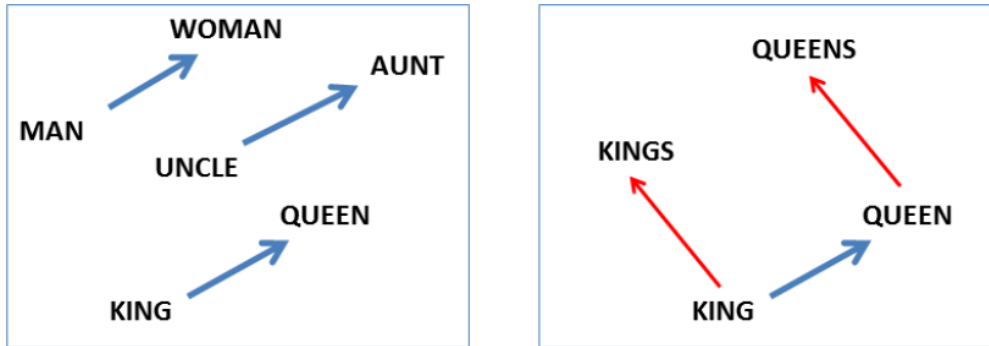 WOMAN
AUNT
MAN
UNCLE
QUEEN
KING
QUEENS
KINGS
QUEEN
KING